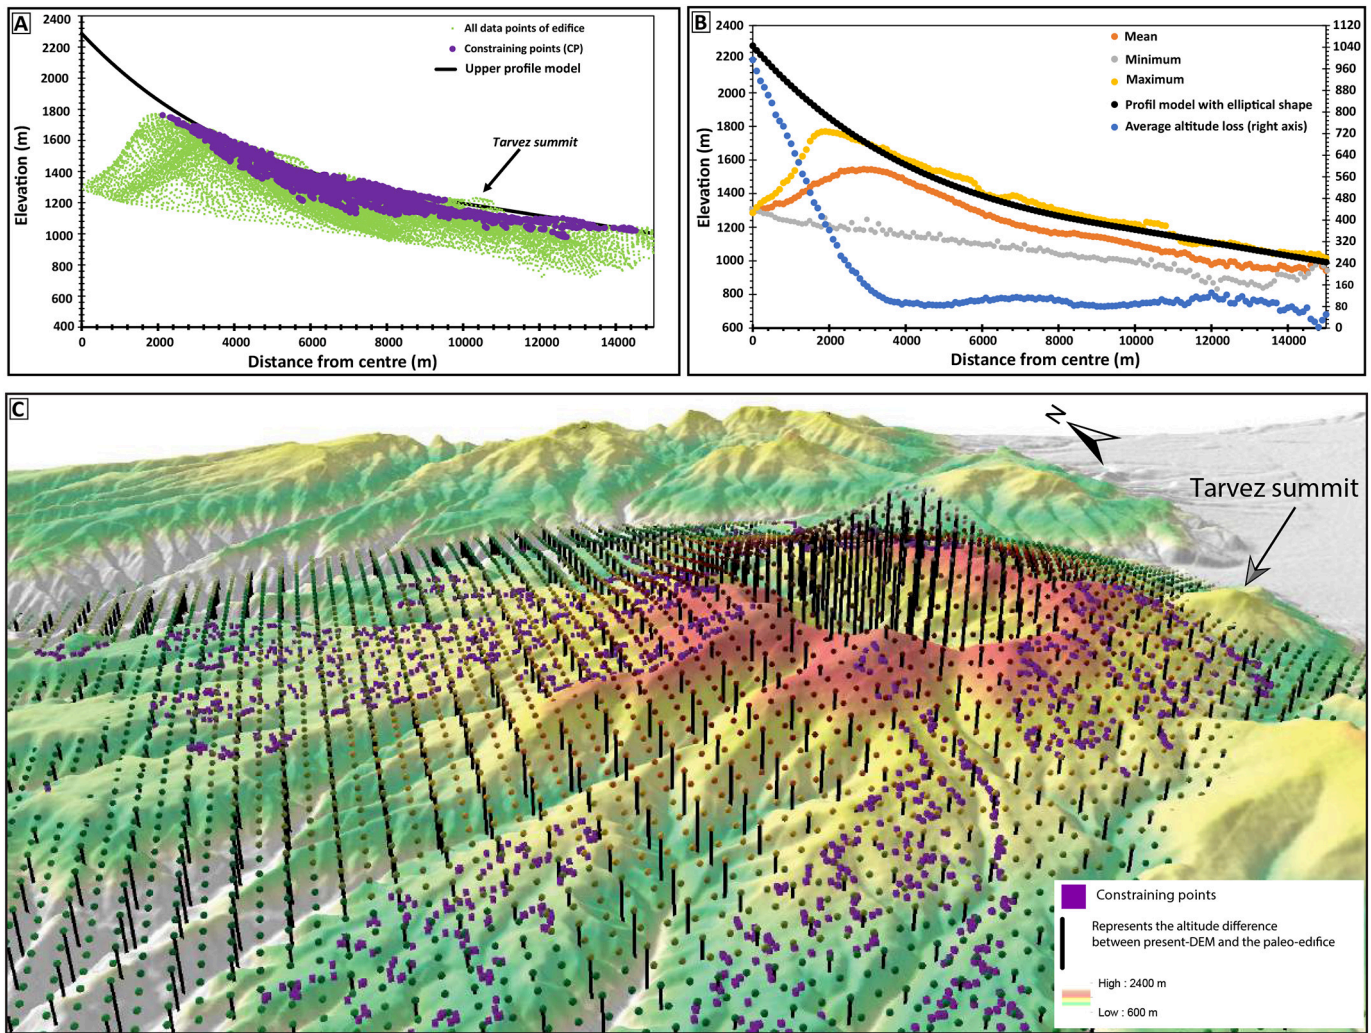 A
2400
2200
2000
1800
1600
1400
1200
1000
800
600
400
Elevation (m)
All data points of edifice
Constraining points (CP)
Upper profile model
Tarvez summit
0 2000 4000 6000 8000 10000 12000 14000
Distance from centre (m)
B
2400
2200
2000
1800
1600
1400
1200
1000
800
600
Elevation (m)
Mean
Minimum
Maximum
Profil model with elliptical shape
Average altitude loss (right axis)
1120
1040
960
880
800
720
640
560
480
400
320
240
160
80
0
0 2000 4000 6000 8000 10000 12000 14000
Distance from centre (m)
C
N
Tarvez summit
Constraining points
Represents the altitude difference
between present-DEM and the paleo-edifice
High : 2400 m
Low : 600 m